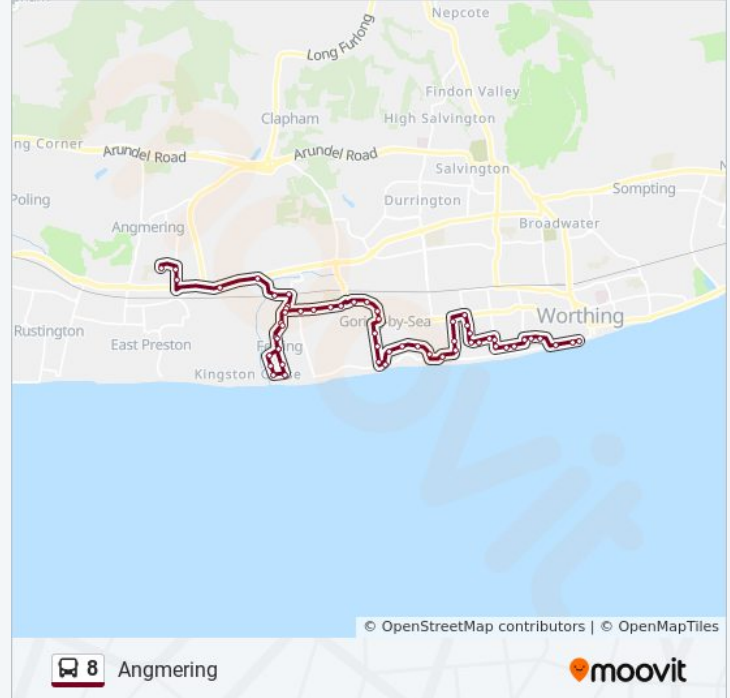 Nepcote
Long Furlong
Findon Valley
Clapham
High Salvington
ng Corner
Arundel Road
Arundel Road
Salvington
Sompting
Poling
Durrington
Angmering
Broadwater
Worthing
Rustington
East Preston
Goring-by-Sea
Kingston Gorse
© OpenStreetMap contributors | © OpenMapTiles
8 Angmering
moovit